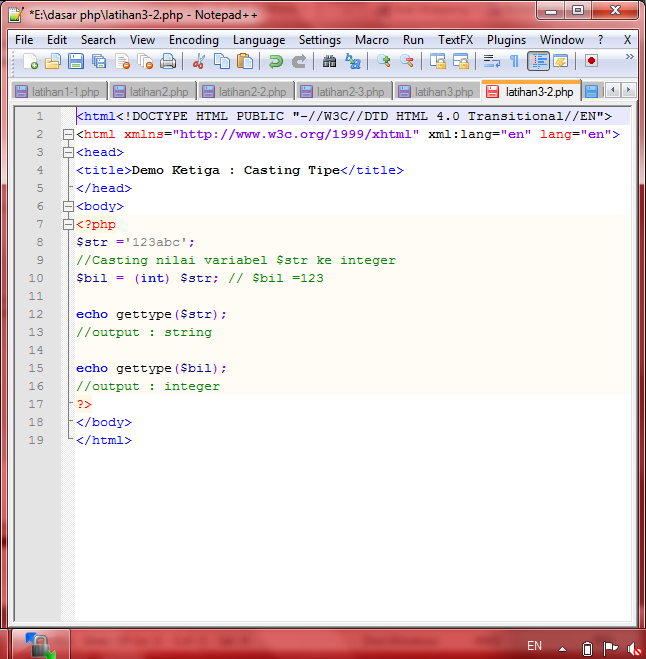 *E:\dasar php\latihan3-2.php - Notepad++
File Edit Search View Encoding Language Settings Macro Run TextFX Plugins Window ? X
latihan1-1.php latihan2.php latihan2-2.php latihan2-3.php latihan3.php latihan3-2.php
1 <html<!DOCTYPE HTML PUBLIC "-//W3C//DTD HTML 4.0 Transitional//EN">
2 <html xmlns="http://www.w3c.org/1999/xhtml" xml:lang="en" lang="en">
3 <head>
4 <title>Demo Ketiga : Casting Tipe</title>
5 </head>
6 <body>
7 <?php
8 $str ='123abc';
9 //Casting nilai variabel $str ke integer
10 $bil = (int) $str; // $bil =123
11
12 echo gettype($str);
13 //output : string
14
15 echo gettype($bil);
16 //output : integer
17 ?>
18 </body>
19 </html>
EN